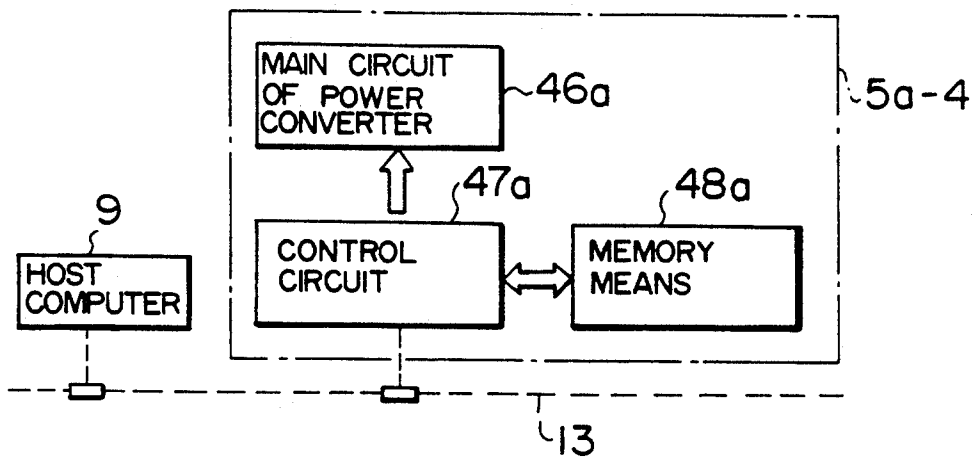 MAIN CIRCUIT
OF POWER
CONVERTER
46a
5a-4
47a
48a
9
CONTROL
CIRCUIT
MEMORY
MEANS
HOST
COMPUTER
13